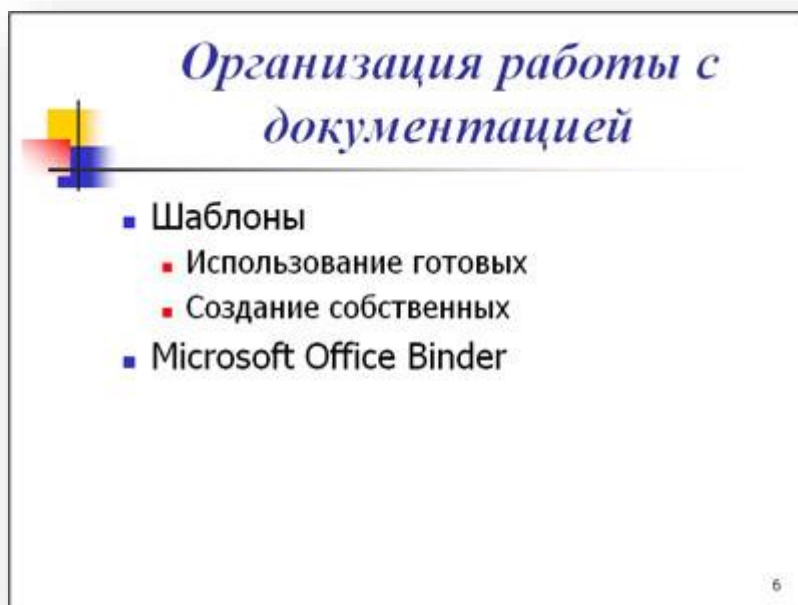 Организация работы с
документацией
Шаблоны
Использование готовых
Создание собственных
Microsoft Office Binder
6